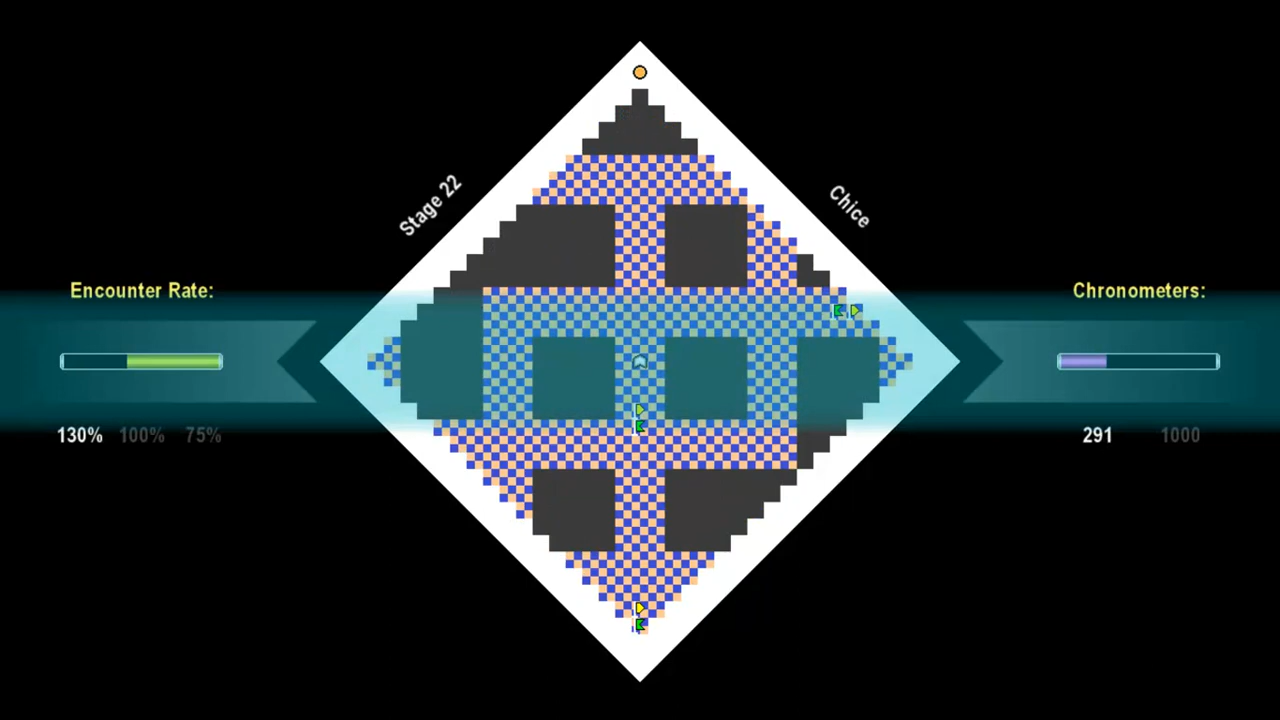 Stage 22
Chice
Encounter Rate:
Chronometers:
130% 100% 75%
291 1000